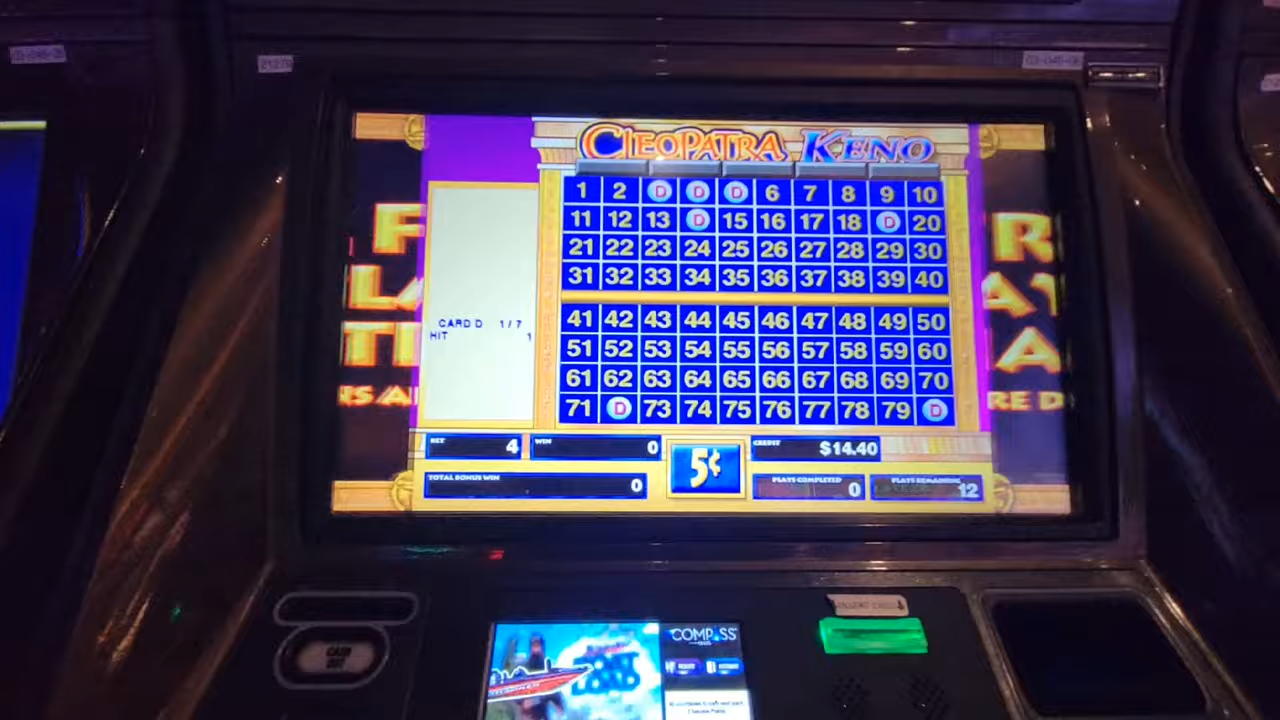 CLEOPATRA KENO
1 2 D D D 6 7 8 9 10
11 12 13 D 15 16 17 18 D 20
21 22 23 24 25 26 27 28 29 30
31 32 33 34 35 36 37 38 39 40
41 42 43 44 45 46 47 48 49 50
51 52 53 54 55 56 57 58 59 60
61 62 63 64 65 66 67 68 69 70
71 D 73 74 75 76 77 78 79 D
CARD D 1/7
HIT 1
BET 4 WIN 0 5¢ CREDIT $14.40
TOTAL BONUS WIN 0 PLAYS COMPLETED 0 PLAYS REMAINING 12
CASH
OUT
COMPASS